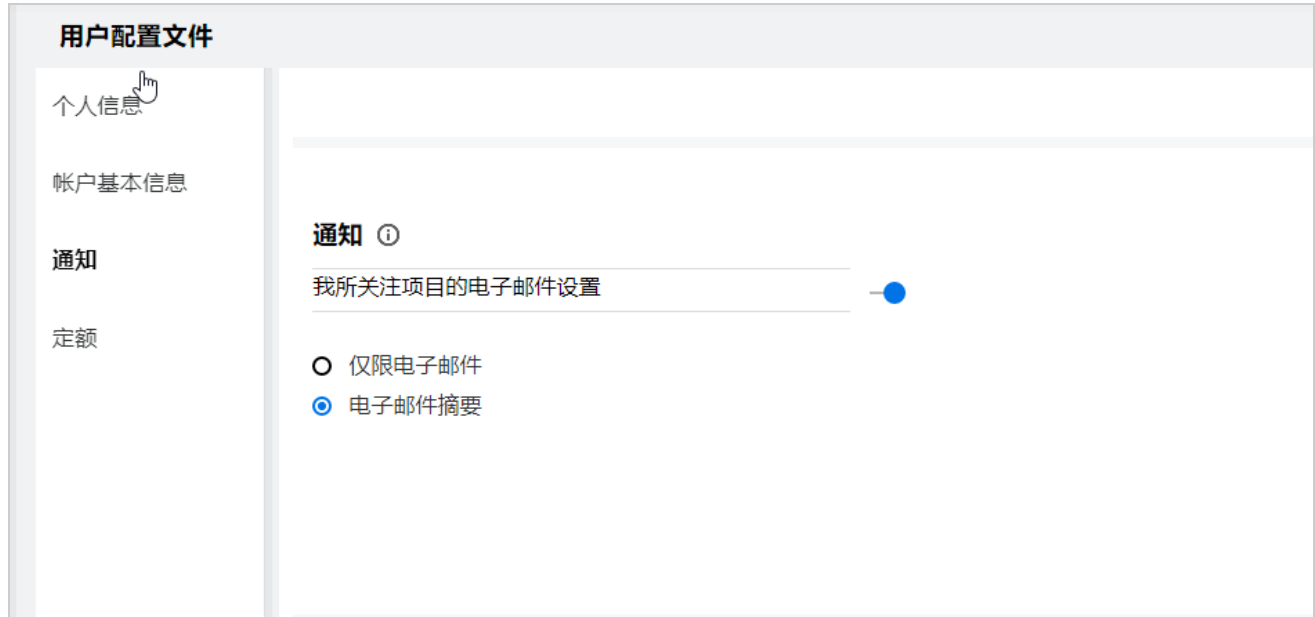 用户配置文件
个人信息
帐户基本信息
通知
定额
通知
我所关注项目的电子邮件设置
仅限电子邮件
电子邮件摘要